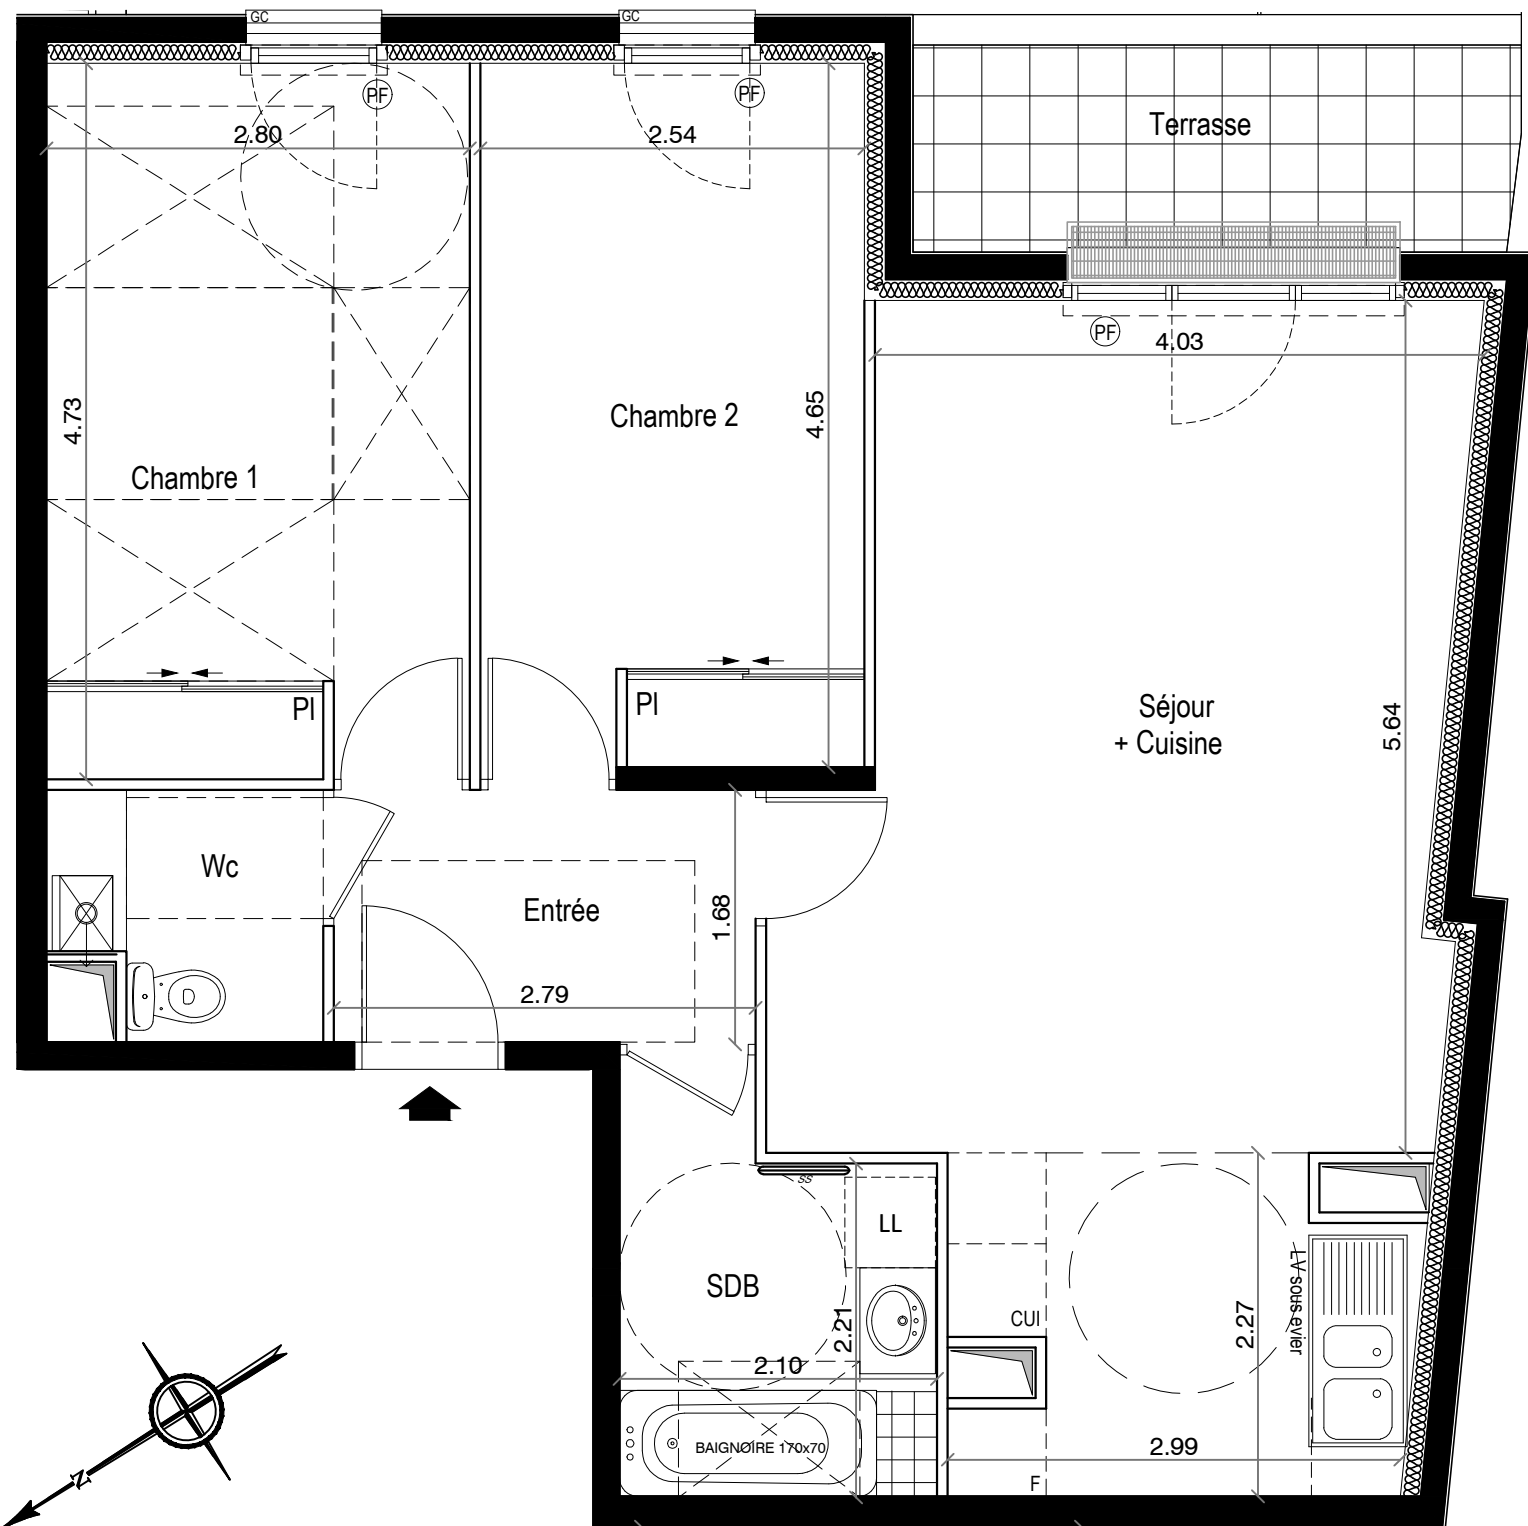 GC
GC
PF
PF
2.80
2.54
Terrasse
PF
4.03
4.73
4.65
Chambre 2
Chambre 1
Pl
Pl
Séjour
+ Cuisine
5.64
Wc
Entrée
1.68
2.79
SS
LL
SDB
2.21
2.10
BAIGNOIRE 170x70
CUI
2.27
LV sous evier
2.99
F
N